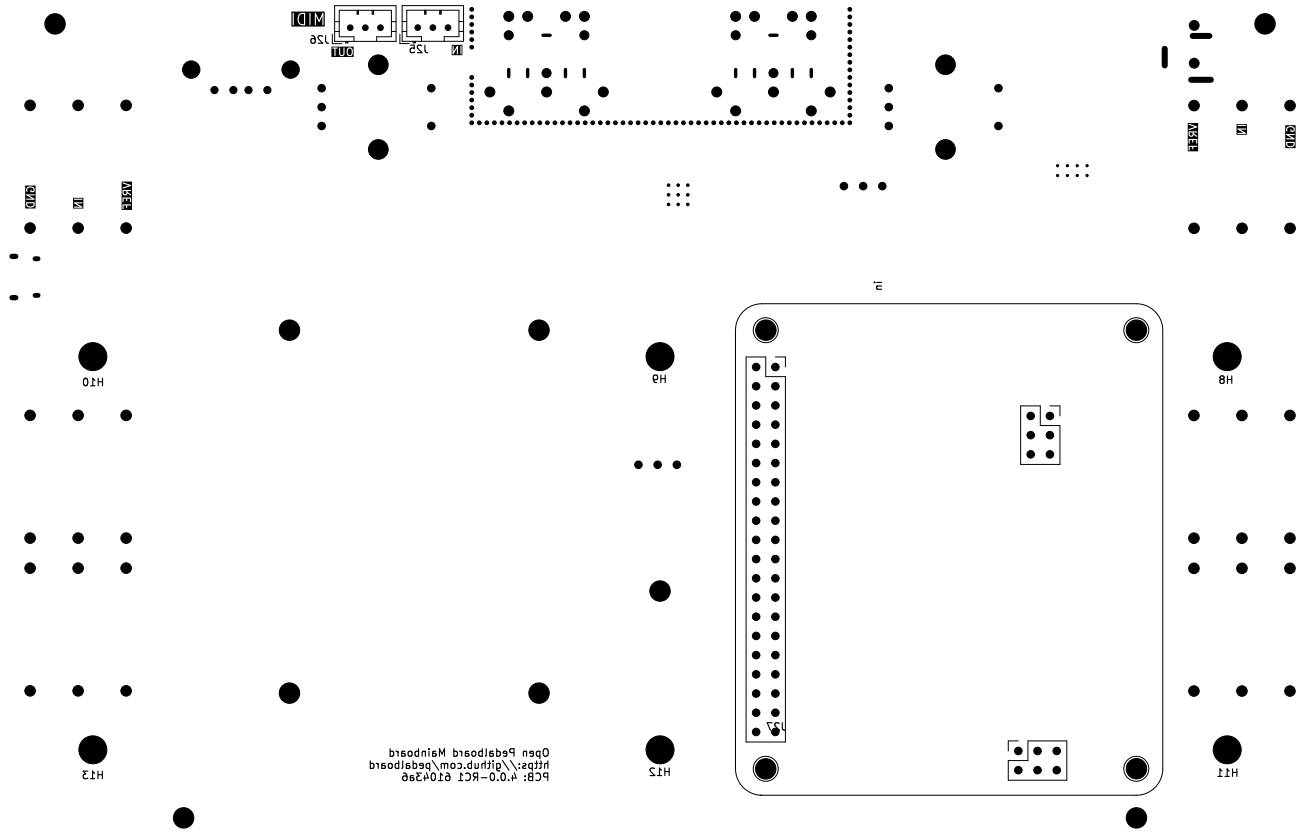 MIDI
J26
OUT
J25
IN
VREF
IN
GND
GND
IN
VREF
H10
H9
H8
J27
Open Pedalboard Mainboard
https://github.com/pedalboard
PCB: 4.0.0-RC1 61043a6
H13
H12
H11